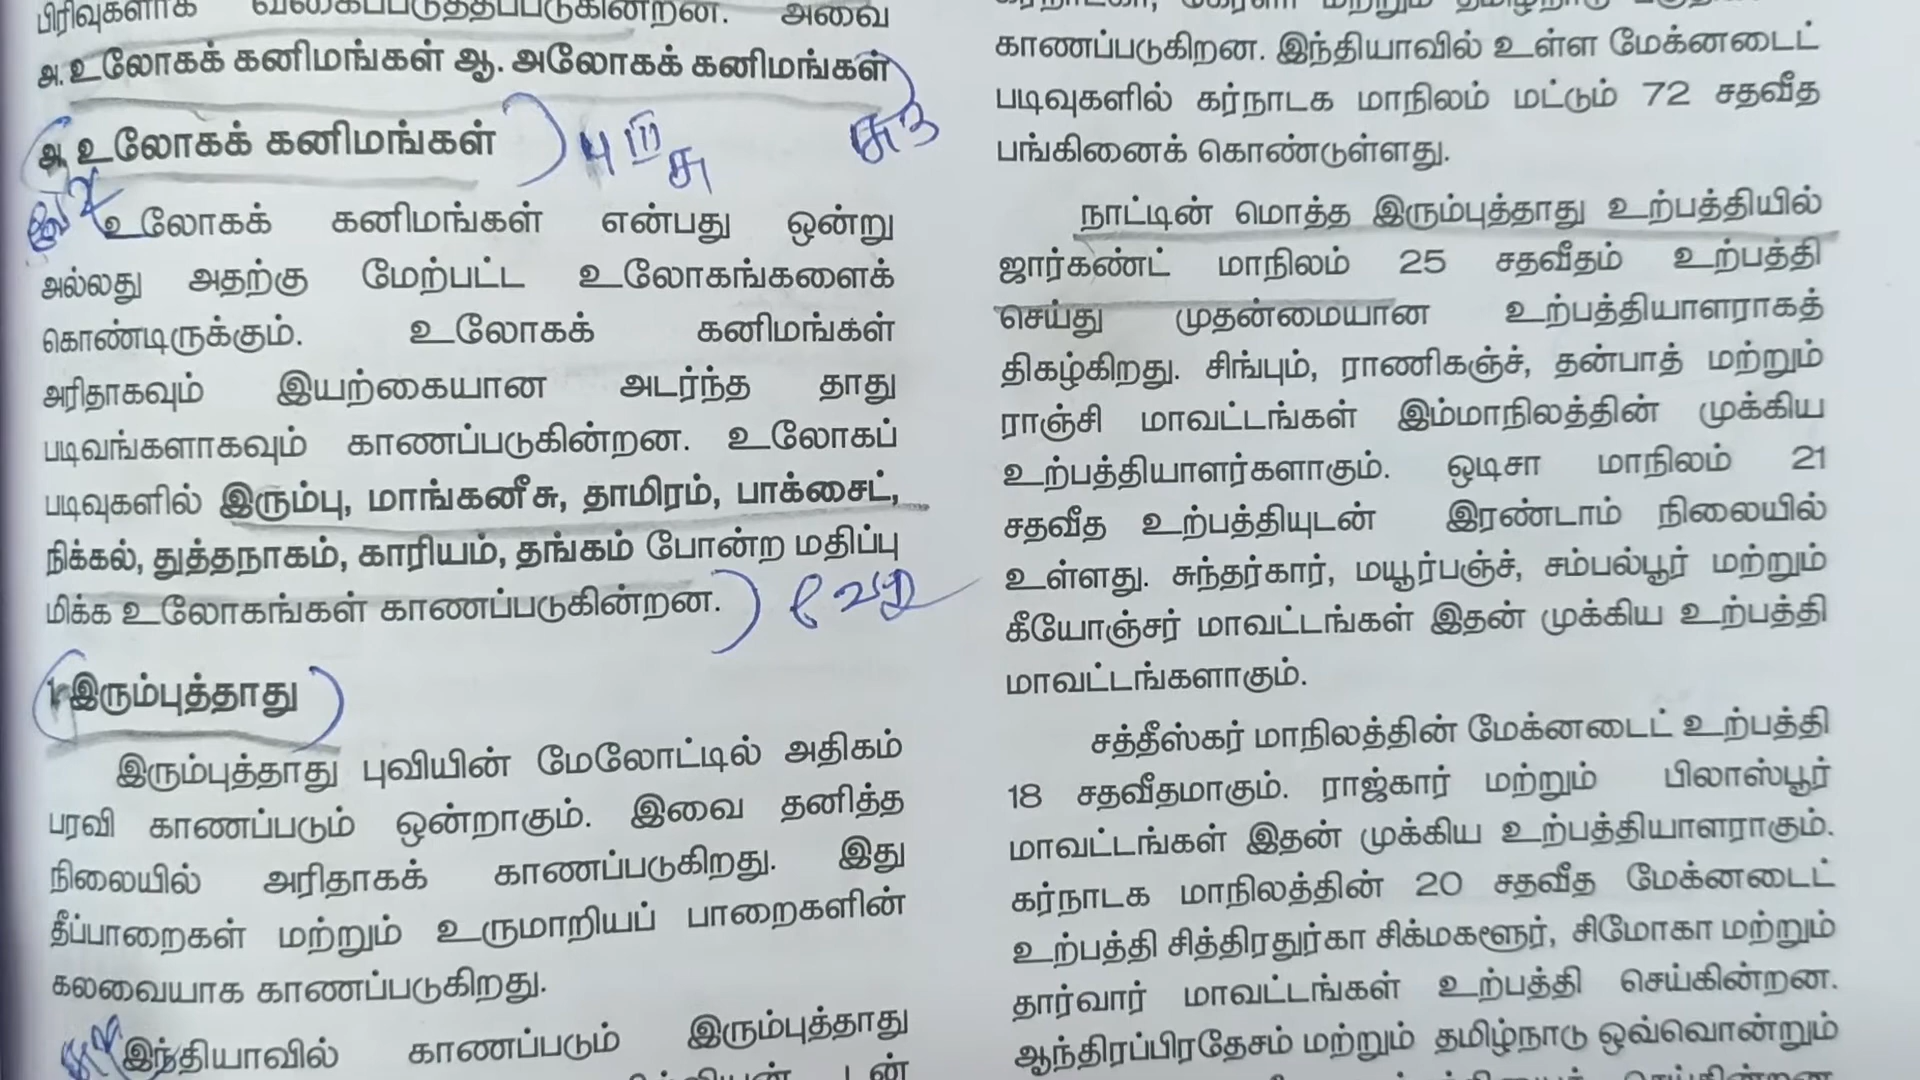 பிரிவுகளாக வகைப்படுத்தப்படுகின்றன. அவை
அ. உலோகக் கனிமங்கள் ஆ. அலோகக் கனிமங்கள்
உலோகக் கனிமங்கள்
உலோகக் கனிமங்கள் என்பது ஒன்று
அல்லது அதற்கு மேற்பட்ட உலோகங்களைக்
கொண்டிருக்கும். உலோகக் கனிமங்கள்
அரிதாகவும் இயற்கையான அடர்ந்த தாது
படிவங்களாகவும் காணப்படுகின்றன. உலோகப்
படிவுகளில் இரும்பு, மாங்கனீசு, தாமிரம், பாக்சைட்,
நிக்கல், துத்தநாகம், காரியம், தங்கம் போன்ற மதிப்பு
மிக்க உலோகங்கள் காணப்படுகின்றன.
இரும்புத்தாது
இரும்புத்தாது புவியின் மேலோட்டில் அதிகம்
பரவி காணப்படும் ஒன்றாகும். இவை தனித்த
நிலையில் அரிதாகக் காணப்படுகிறது. இது
தீப்பாறைகள் மற்றும் உருமாறியப் பாறைகளின்
கலவையாக காணப்படுகிறது.
இந்தியாவில் காணப்படும் இரும்புத்தாது
காணப்படுகிறன. இந்தியாவில் உள்ள மேக்னடைட்
படிவுகளில் கர்நாடக மாநிலம் மட்டும் 72 சதவீத
பங்கினைக் கொண்டுள்ளது.
நாட்டின் மொத்த இரும்புத்தாது உற்பத்தியில்
ஜார்கண்ட் மாநிலம் 25 சதவீதம் உற்பத்தி
செய்து முதன்மையான உற்பத்தியாளராகத்
திகழ்கிறது. சிங்பும், ராணிகஞ்ச், தன்பாத் மற்றும்
ராஞ்சி மாவட்டங்கள் இம்மாநிலத்தின் முக்கிய
உற்பத்தியாளர்களாகும். ஒடிசா மாநிலம் 21
சதவீத உற்பத்தியுடன் இரண்டாம் நிலையில்
உள்ளது. சுந்தர்கார், மயூர்பஞ்ச், சம்பல்பூர் மற்றும்
கீயோஞ்சர் மாவட்டங்கள் இதன் முக்கிய உற்பத்தி
மாவட்டங்களாகும்.
சத்தீஸ்கர் மாநிலத்தின் மேக்னடைட் உற்பத்தி
18 சதவீதமாகும். ராஜ்கார் மற்றும் பிலாஸ்பூர்
மாவட்டங்கள் இதன் முக்கிய உற்பத்தியாளராகும்.
கர்நாடக மாநிலத்தின் 20 சதவீத மேக்னடைட்
உற்பத்தி சித்திரதுர்கா சிக்மகளூர், சிமோகா மற்றும்
தார்வார் மாவட்டங்கள் உற்பத்தி செய்கின்றன.
ஆந்திரப்பிரதேசம் மற்றும் தமிழ்நாடு ஒவ்வொன்றும்